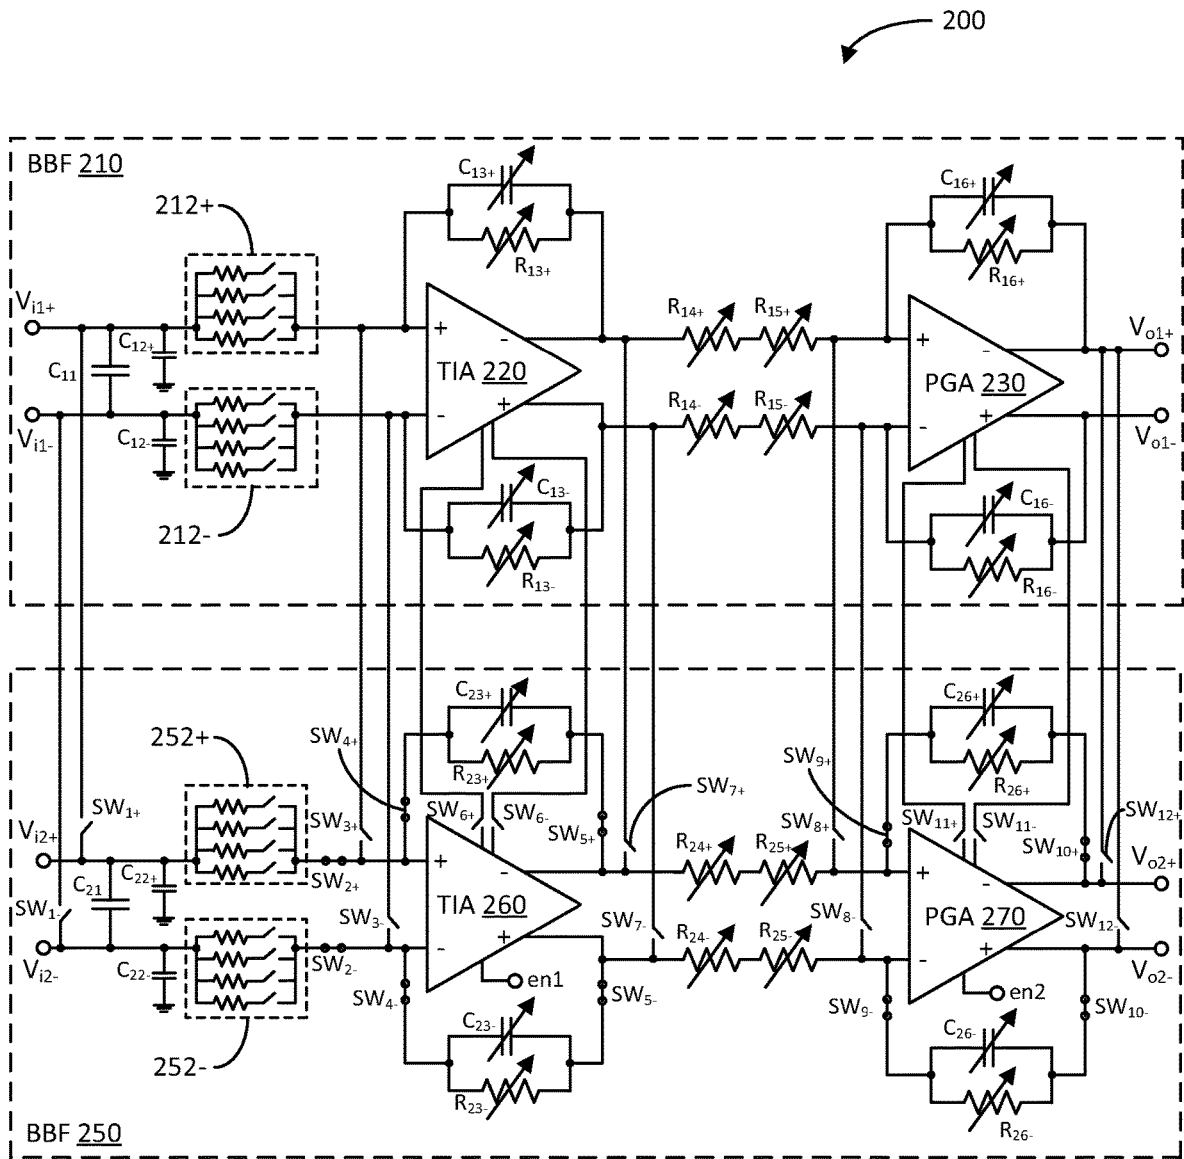 200
BBF 210
C13+
C16+
212+
R13+
R16+
Vi1+
R14+
R15+
Vo1+
C12+
+
-
+
-
C11
TIA 220
PGA 230
R14-
R15-
+
+
Vi1-
C12-
-
-
Vo1-
C13-
C16-
212-
R13-
R16-
C23+
C26+
252+
SW4+
R23+
SW9+
R26+
SW1+
SW7+
SW12+
SW3+
SW6+
SW6-
SW5+
SW8+
SW11+
SW11-
SW10+
Vi2+
R24+
R25+
Vo2+
C22+
SW2+
+
-
+
-
C21
SW1-
SW3-
TIA 260
SW7-
SW8-
PGA 270
SW12-
R24-
R25-
+
+
Vi2-
C22-
SW2-
-
-
Vo2-
SW4-
en1
SW5-
SW9-
en2
SW10-
C23-
C26-
252-
R23-
R26-
BBF 250